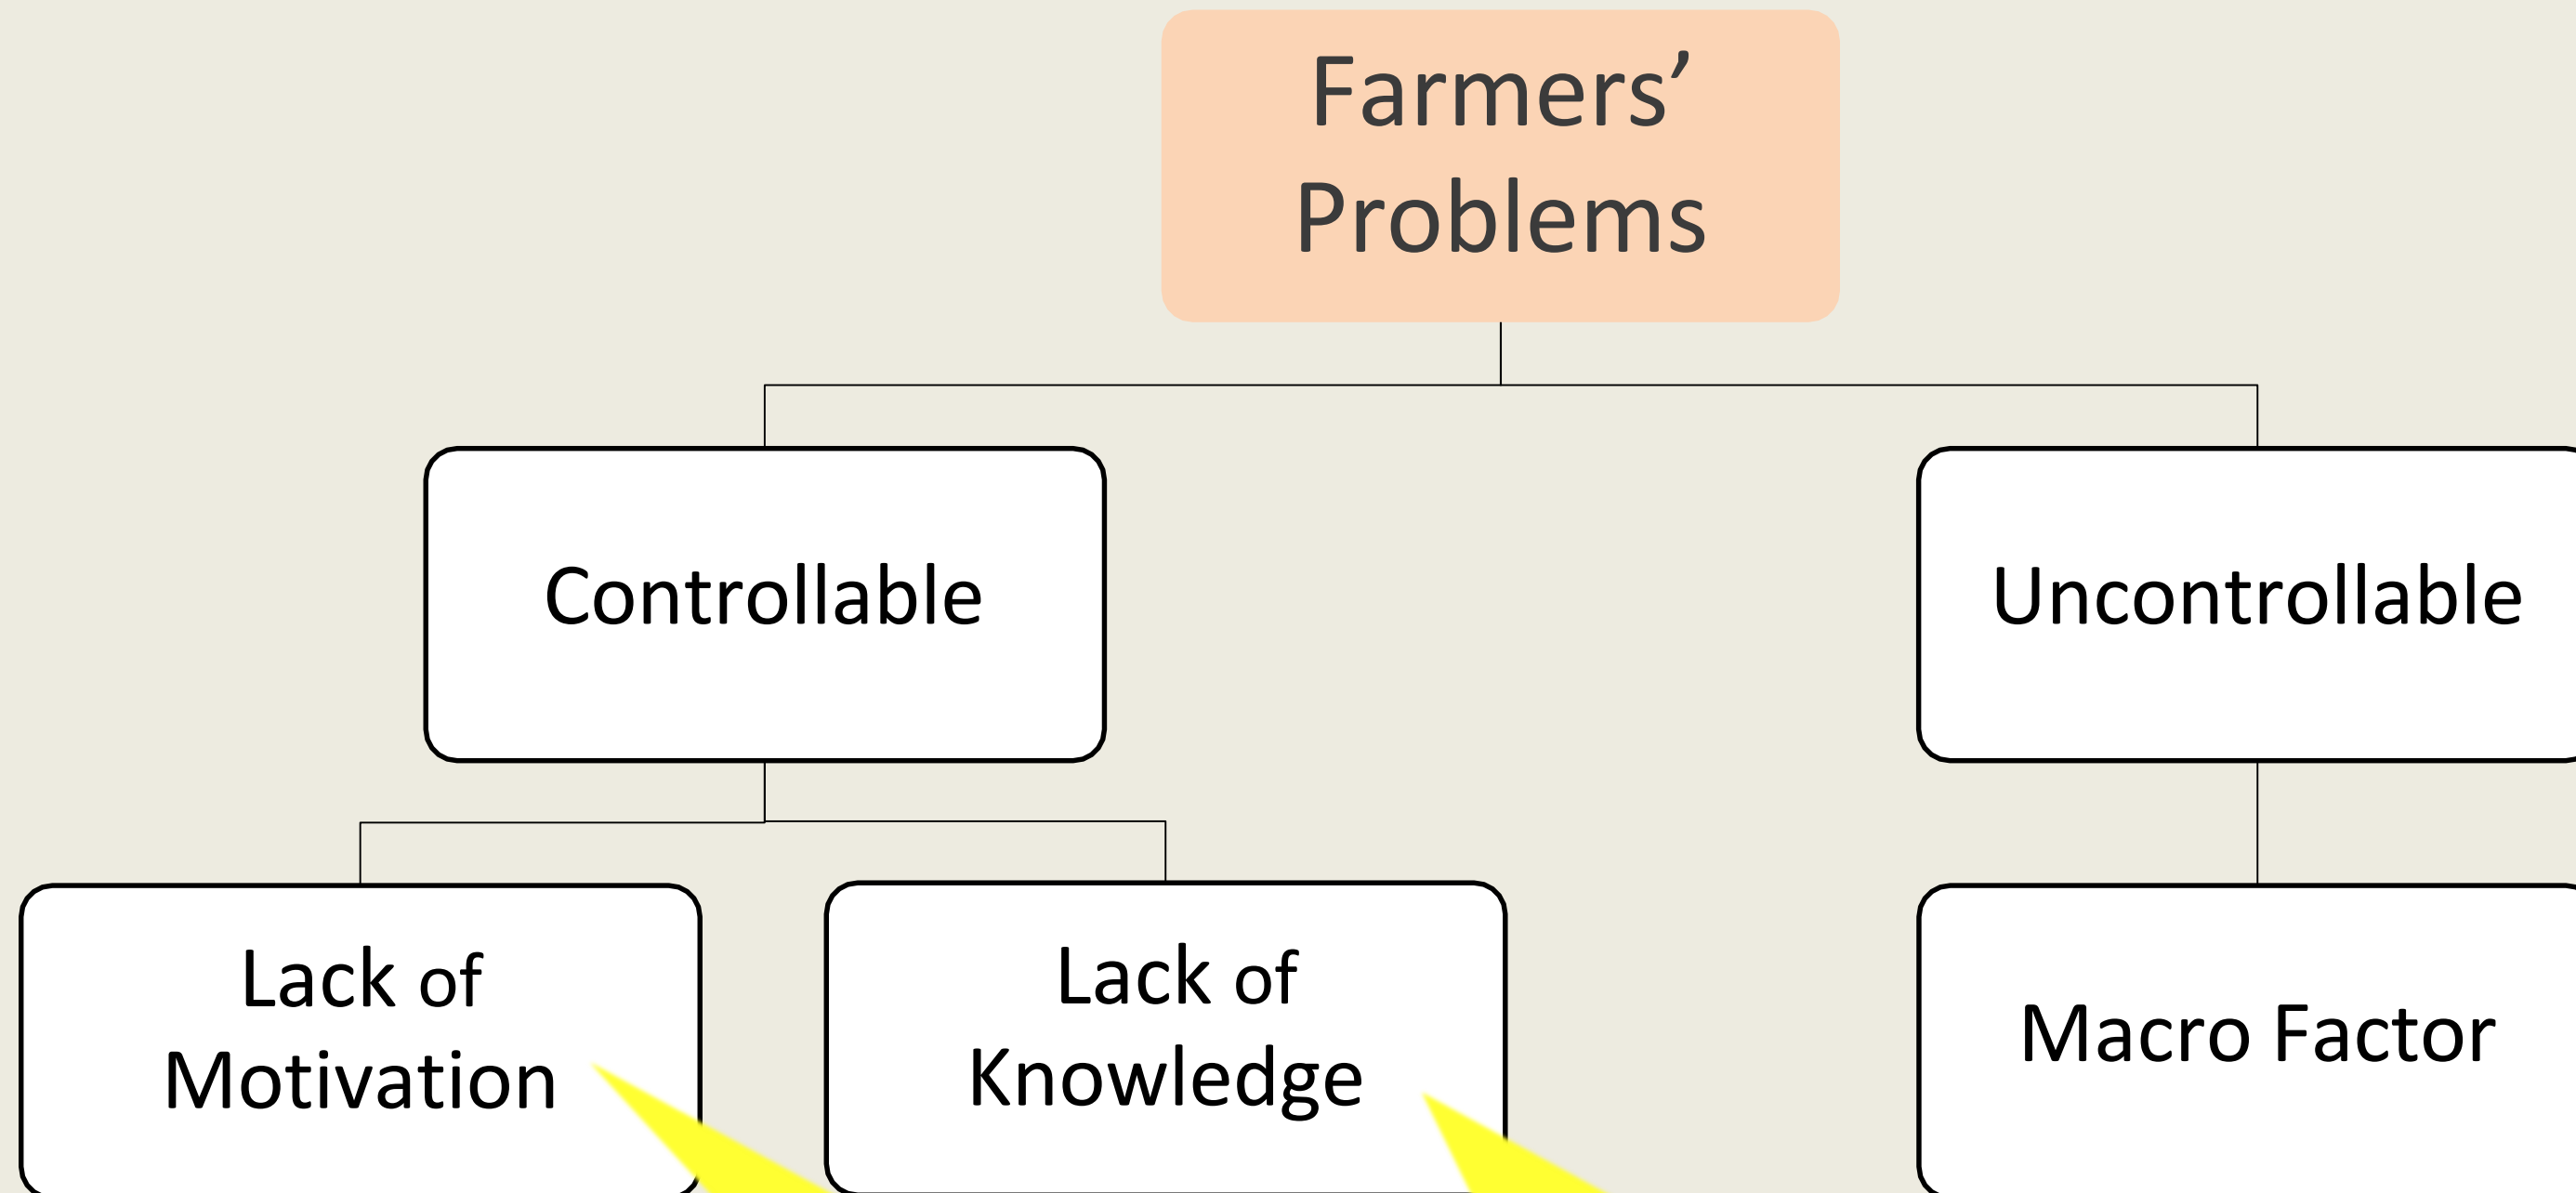 Farmers’
Problems
Controllable
Uncontrollable
Lack of
Motivation
Lack of
Knowledge
Macro Factor